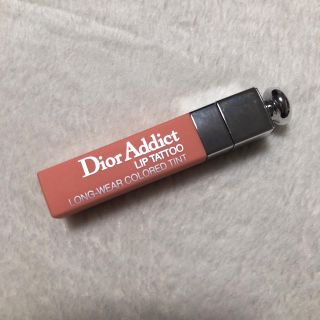 Dior Addict
LIP TATTOO
LONG-WEAR COLORED TINT